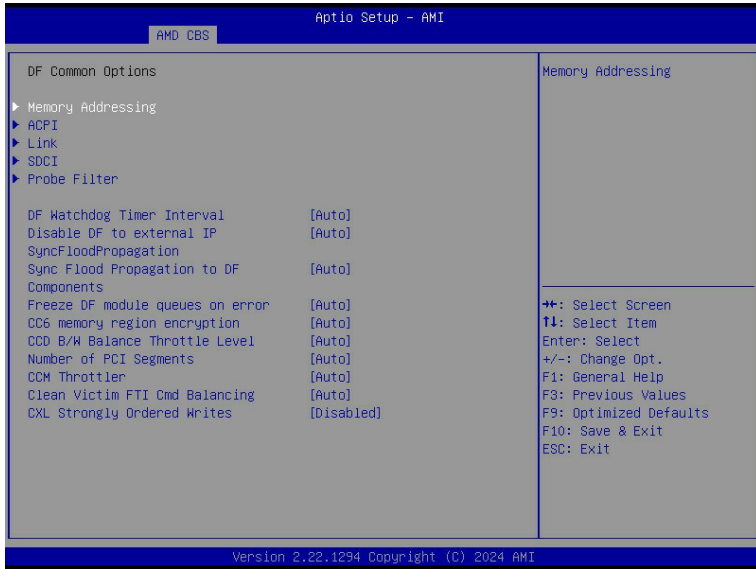 Aptio Setup – AMI
AMD CBS
DF Common Options
Memory Addressing
ACPI
Link
SDCI
Probe Filter
DF Watchdog Timer Interval [Auto]
Disable DF to external IP [Auto]
SyncFloodPropagation
Sync Flood Propagation to DF [Auto]
Components
Freeze DF module queues on error [Auto]
CC6 memory region encryption [Auto]
CCD B/W Balance Throttle Level [Auto]
Number of PCI Segments [Auto]
CCM Throttler [Auto]
Clean Victim FTI Cmd Balancing [Auto]
CXL Strongly Ordered Writes [Disabled]
Memory Addressing
→←: Select Screen
↑↓: Select Item
Enter: Select
+/-: Change Opt.
F1: General Help
F3: Previous Values
F9: Optimized Defaults
F10: Save & Exit
ESC: Exit
Version 2.22.1294 Copyright (C) 2024 AMI